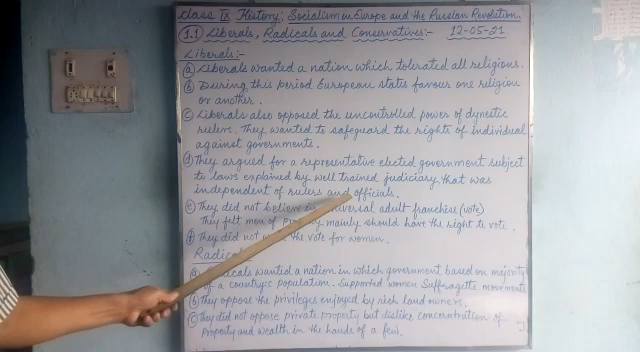 Class IX History: Socialism in Europe and the Russian Revolution.
1.1 Liberals, Radicals and Conservatives:- 12-05-21
Liberals:-
(a) Liberals wanted a nation which tolerated all religions.
(b) During this period European states favour one religion
or another.
(c) Liberals also opposed the uncontrolled power of dynestic
rulers. They wanted to safeguard the rights of individual
against governments.
(d) They argued for a representative elected government subject
to laws explained by well trained judiciary that was
independent of rulers and officials.
(e) They did not believe in universal adult franchise (vote)
They felt men of mainly should have the right to vote.
(f) They did not the vote for women.
Radicals
(a) Radicals wanted a nation in which government based on majority
of a country's population. Supported women Suffragette movements
(b) They oppose the privileges enjoyed by rich land owners.
(c) They did not oppose private property but dislike concentration of
Property and wealth in the hands of a few.